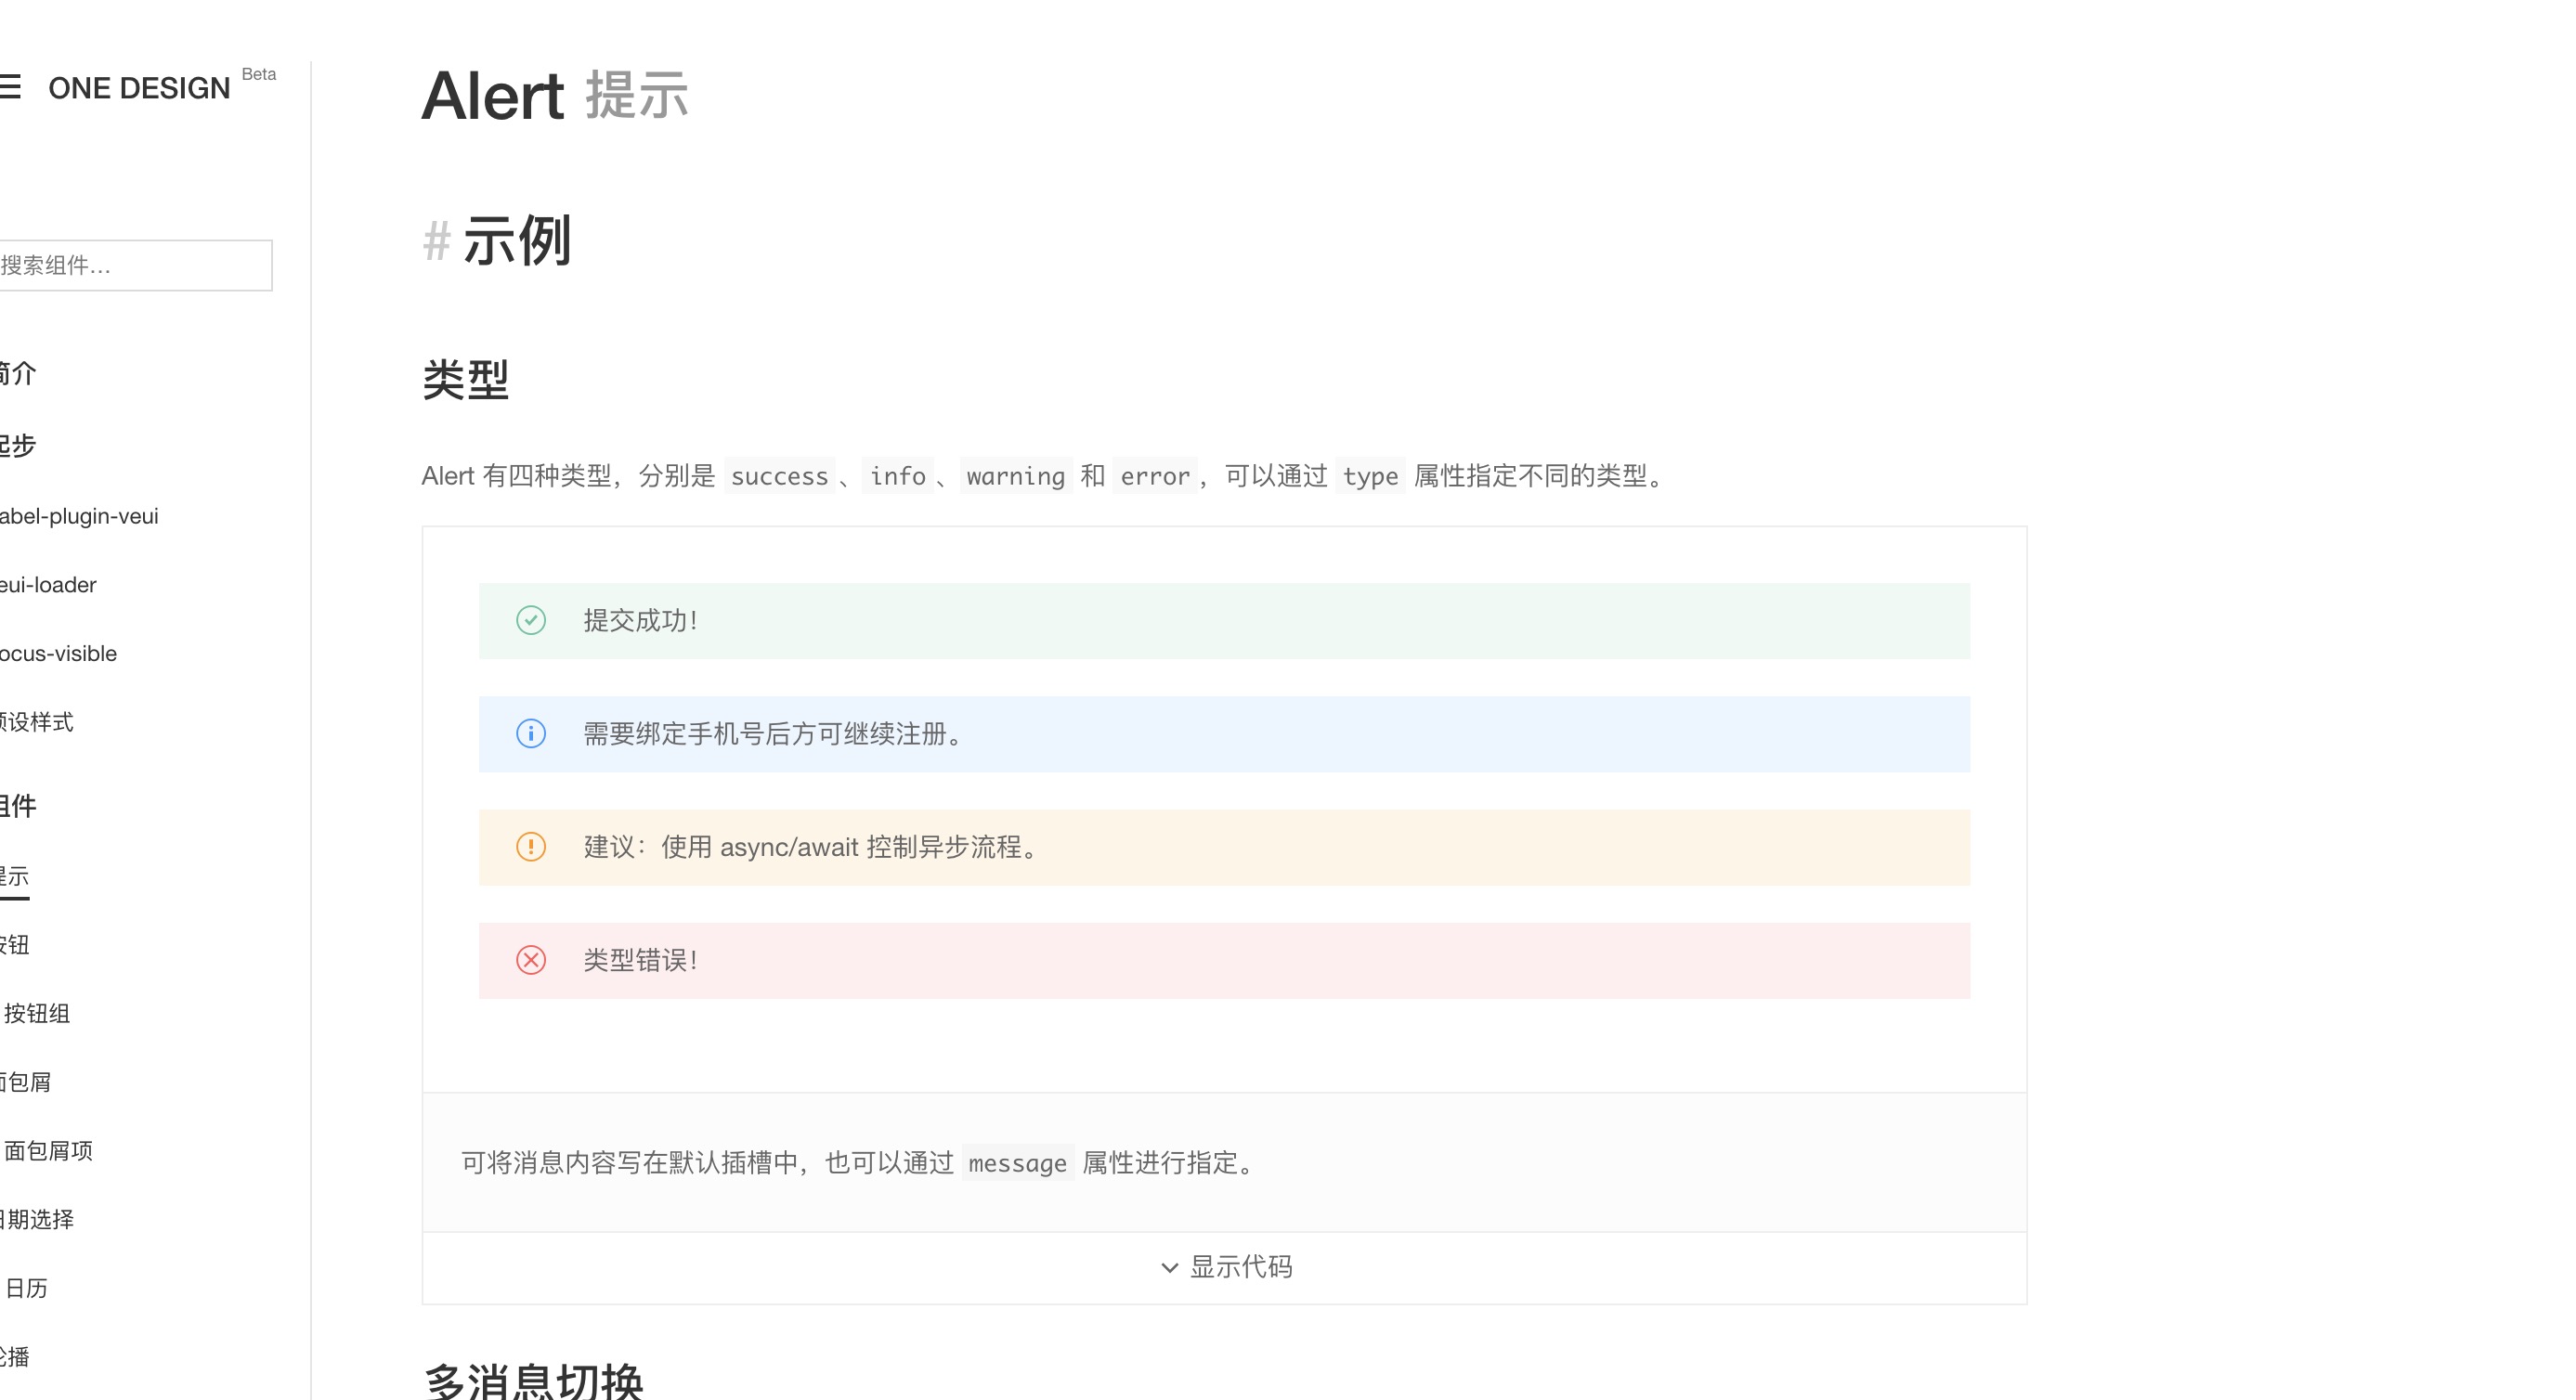 ONE DESIGN Beta
搜索组件...
简介
起步
babel-plugin-veui
veui-loader
focus-visible
预设样式
组件
提示
按钮
按钮组
面包屑
面包屑项
日期选择
日历
轮播
Alert 提示
# 示例
类型
Alert 有四种类型，分别是 success、info、warning 和 error，可以通过 type 属性指定不同的类型。
提交成功！
需要绑定手机号后方可继续注册。
建议：使用 async/await 控制异步流程。
类型错误！
可将消息内容写在默认插槽中，也可以通过 message 属性进行指定。
显示代码
多消息切换